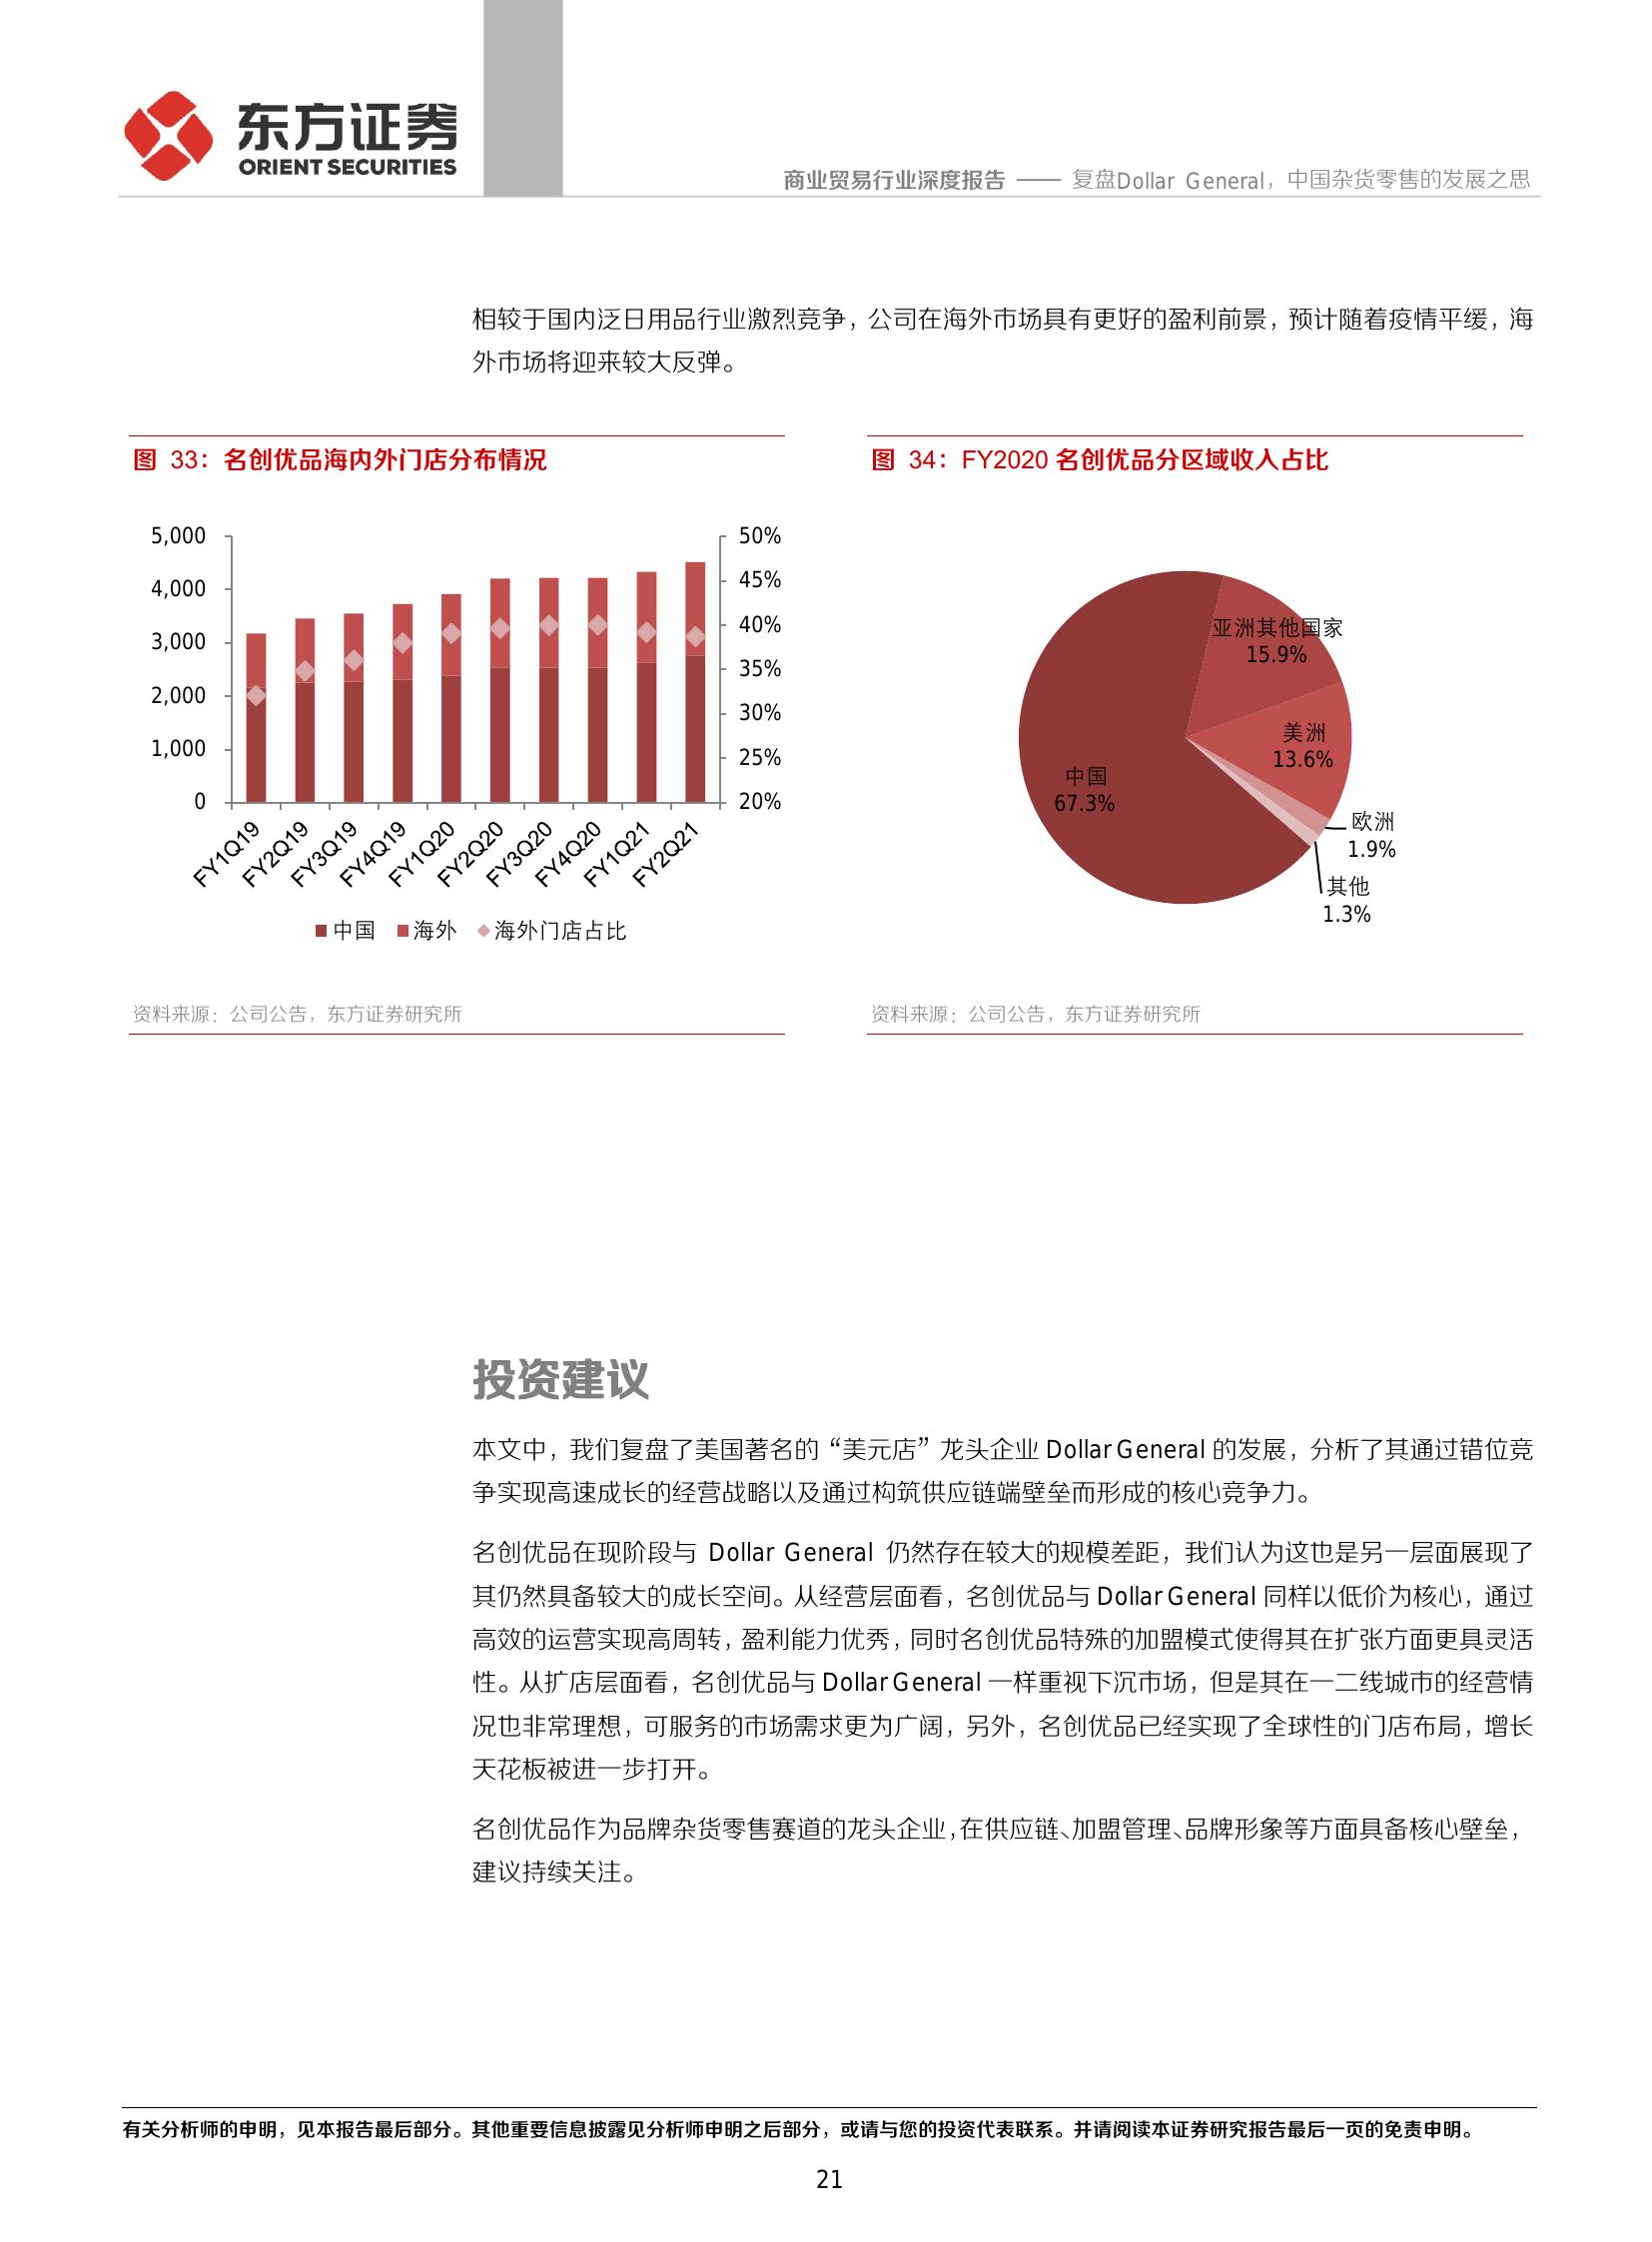 东方证券
ORIENT SECURITIES
商业贸易行业深度报告 —— 复盘Dollar General，中国杂货零售的发展之思
相较于国内泛日用品行业激烈竞争，公司在海外市场具有更好的盈利前景，预计随着疫情平缓，海
外市场将迎来较大反弹。
图 33：名创优品海内外门店分布情况
5,000
4,000
3,000
2,000
1,000
0
50%
45%
40%
35%
30%
25%
20%
FY1Q19
FY2Q19
FY3Q19
FY4Q19
FY1Q20
FY2Q20
FY3Q20
FY4Q20
FY1Q21
FY2Q21
中国 海外 海外门店占比
资料来源：公司公告，东方证券研究所
图 34：FY2020 名创优品分区域收入占比
亚洲其他国家
15.9%
美洲
13.6%
中国
67.3%
欧洲
1.9%
其他
1.3%
资料来源：公司公告，东方证券研究所
投资建议
本文中，我们复盘了美国著名的“美元店”龙头企业 Dollar General 的发展，分析了其通过错位竞
争实现高速成长的经营战略以及通过构筑供应链端壁垒而形成的核心竞争力。
名创优品在现阶段与 Dollar General 仍然存在较大的规模差距，我们认为这也是另一层面展现了
其仍然具备较大的成长空间。从经营层面看，名创优品与 Dollar General 同样以低价为核心，通过
高效的运营实现高周转，盈利能力优秀，同时名创优品特殊的加盟模式使得其在扩张方面更具灵活
性。从扩店层面看，名创优品与 Dollar General 一样重视下沉市场，但是其在一二线城市的经营情
况也非常理想，可服务的市场需求更为广阔，另外，名创优品已经实现了全球性的门店布局，增长
天花板被进一步打开。
名创优品作为品牌杂货零售赛道的龙头企业，在供应链、加盟管理、品牌形象等方面具备核心壁垒，
建议持续关注。
有关分析师的申明，见本报告最后部分。其他重要信息披露见分析师申明之后部分，或请与您的投资代表联系。并请阅读本证券研究报告最后一页的免责申明。
21